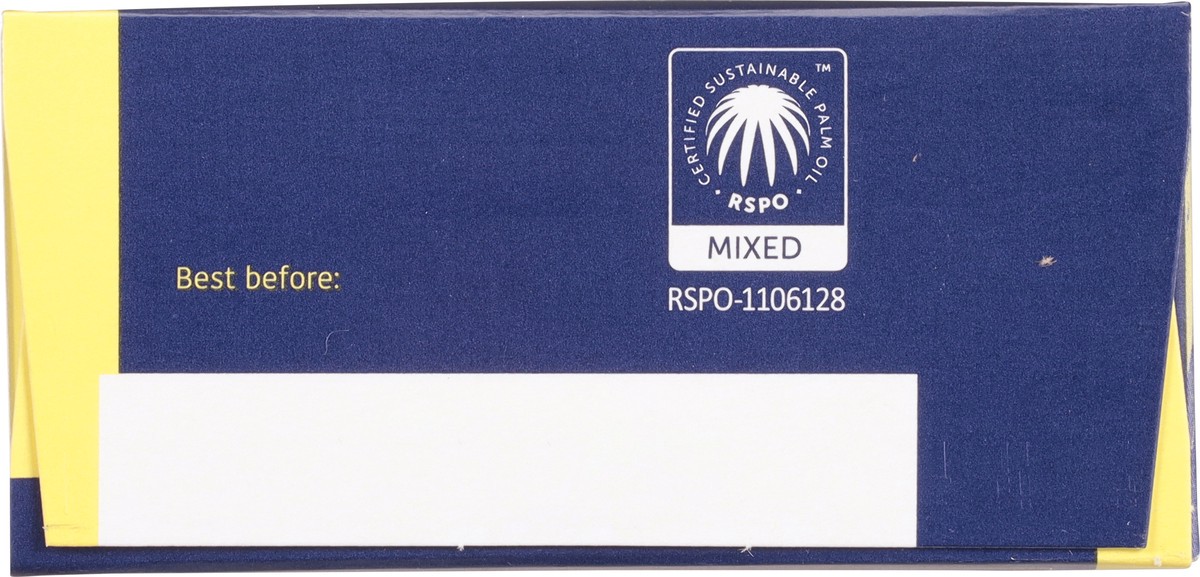 CERTIFIED SUSTAINABLE PALM OIL ™
· RSPO ·
MIXED
RSPO-1106128
Best before: